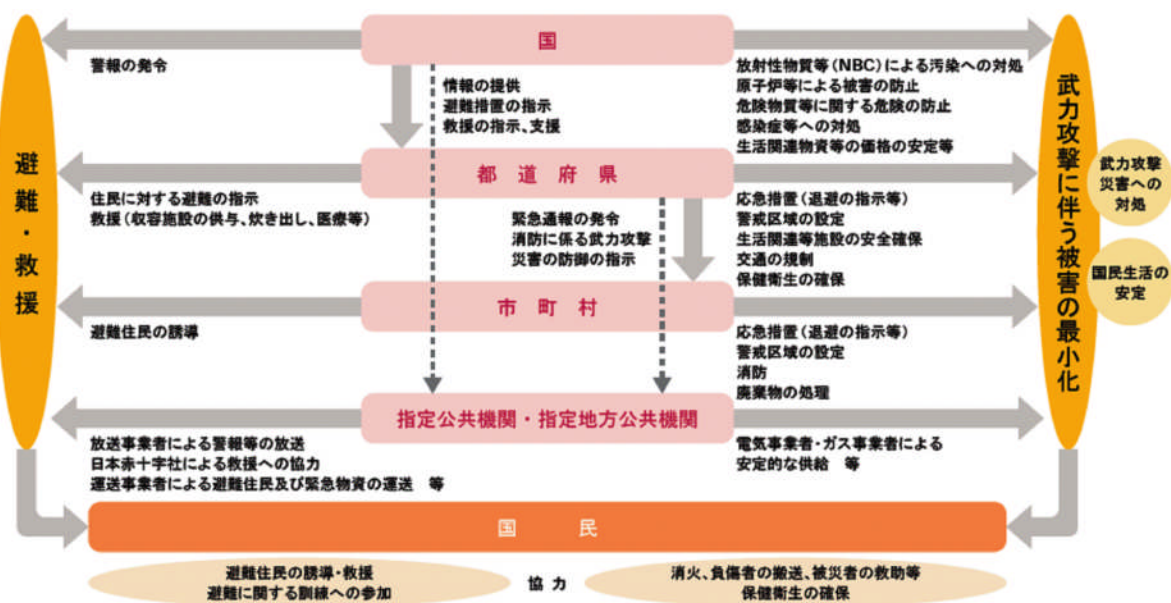 国
警報の発令
情報の提供
避難措置の指示
救援の指示、支援
放射性物質等(NBC)による汚染への対処
原子炉等による被害の防止
危険物質等に関する危険の防止
感染症等への対処
生活関連物資等の価格の安定等
避難・救援
武力攻撃に伴う被害の最小化
武力攻撃
災害への
対処
国民生活の
安定
都道府県
住民に対する避難の指示
救援(収容施設の供与、炊き出し、医療等)
緊急通報の発令
消防に係る武力攻撃
災害の防御の指示
応急措置(退避の指示等)
警戒区域の設定
生活関連等施設の安全確保
交通の規制
保健衛生の確保
市町村
避難住民の誘導
応急措置(退避の指示等)
警戒区域の設定
消防
廃棄物の処理
指定公共機関・指定地方公共機関
放送事業者による警報等の放送
日本赤十字社による救援への協力
運送事業者による避難住民及び緊急物資の運送 等
電気事業者・ガス事業者による
安定的な供給 等
国民
避難住民の誘導・救援
避難に関する訓練への参加
協力
消火、負傷者の搬送、被災者の救助等
保健衛生の確保